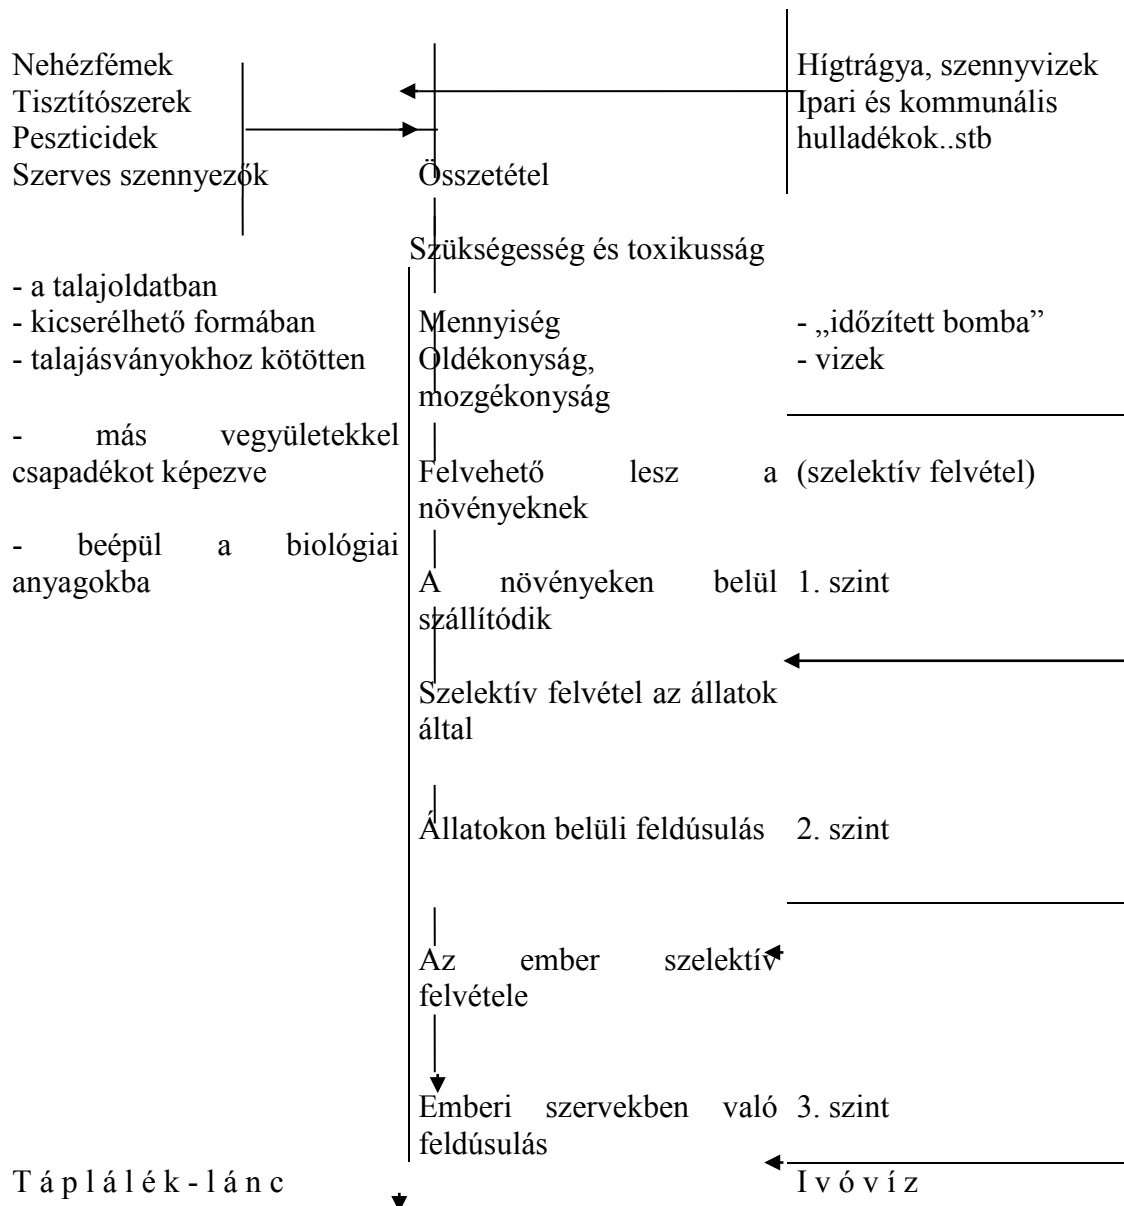 Nehézfémek
Tisztítószerek
Peszticidek
Szerves szennyezők
Összetétel
Hígtrágya, szennyvizek
Ipari és kommunális
hulladékok..stb
Szükségesség és toxikusság
- a talajoldatban
- kicserélhető formában
- talajásványokhoz kötötten
- más vegyületekkel
csapadékot képezve
- beépül a biológiai
anyagokba
Mennyiség
Oldékonyság,
mozgékonyság
- „időzített bomba”
- vizek
Felvehető lesz a
növényeknek
(szelektív felvétel)
A növényeken belül
szállítódik
1. szint
Szelektív felvétel az állatok
által
Állatokon belüli feldúsulás
2. szint
Az ember szelektív
felvétele
Emberi szervekben való
feldúsulás
3. szint
T á p l á l é k - l á n c
I v ó v í z